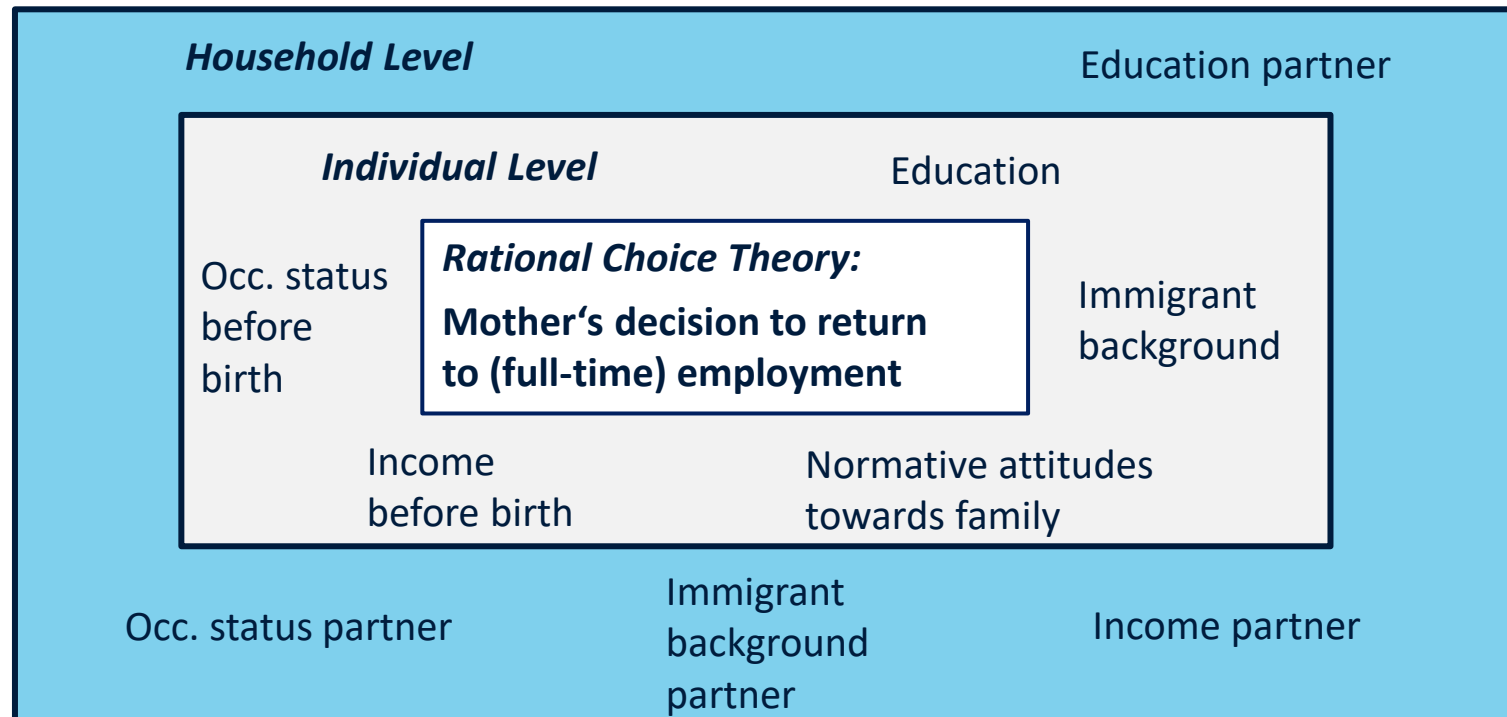 Household Level
Education partner
Individual Level
Education
Occ. status
before
birth
Rational Choice Theory:
Mother‘s decision to return
to (full-time) employment
Immigrant
background
Income
before birth
Normative attitudes
towards family
Occ. status partner
Immigrant
background
partner
Income partner